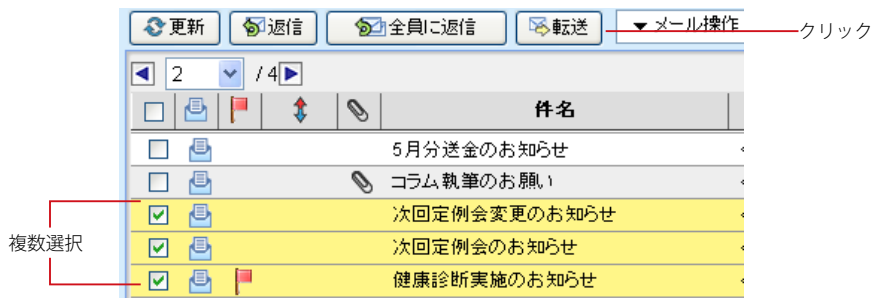 更新 返信 全員に返信 転送 ▼メール操作 クリック
2 / 4
件名
5月分送金のお知らせ
コラム執筆のお願い
次回定例会変更のお知らせ
複数選択
次回定例会のお知らせ
健康診断実施のお知らせ